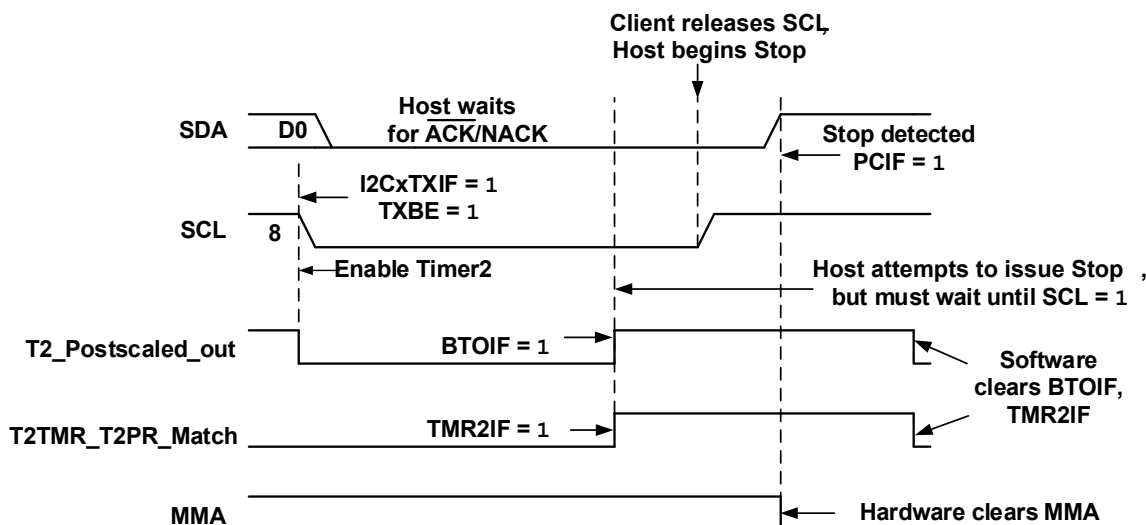 Client releases SCL,
Host begins Stop
SDA
D0
Host waits
for ACK/NACK
Stop detected
PCIF = 1
I2CxTXIF = 1
TXBE = 1
SCL
8
Enable Timer2
Host attempts to issue Stop ,
but must wait until SCL = 1
T2_Postscaled_out
BTOIF = 1
Software
clears BTOIF,
TMR2IF
T2TMR_T2PR_Match
TMR2IF = 1
MMA
Hardware clears MMA